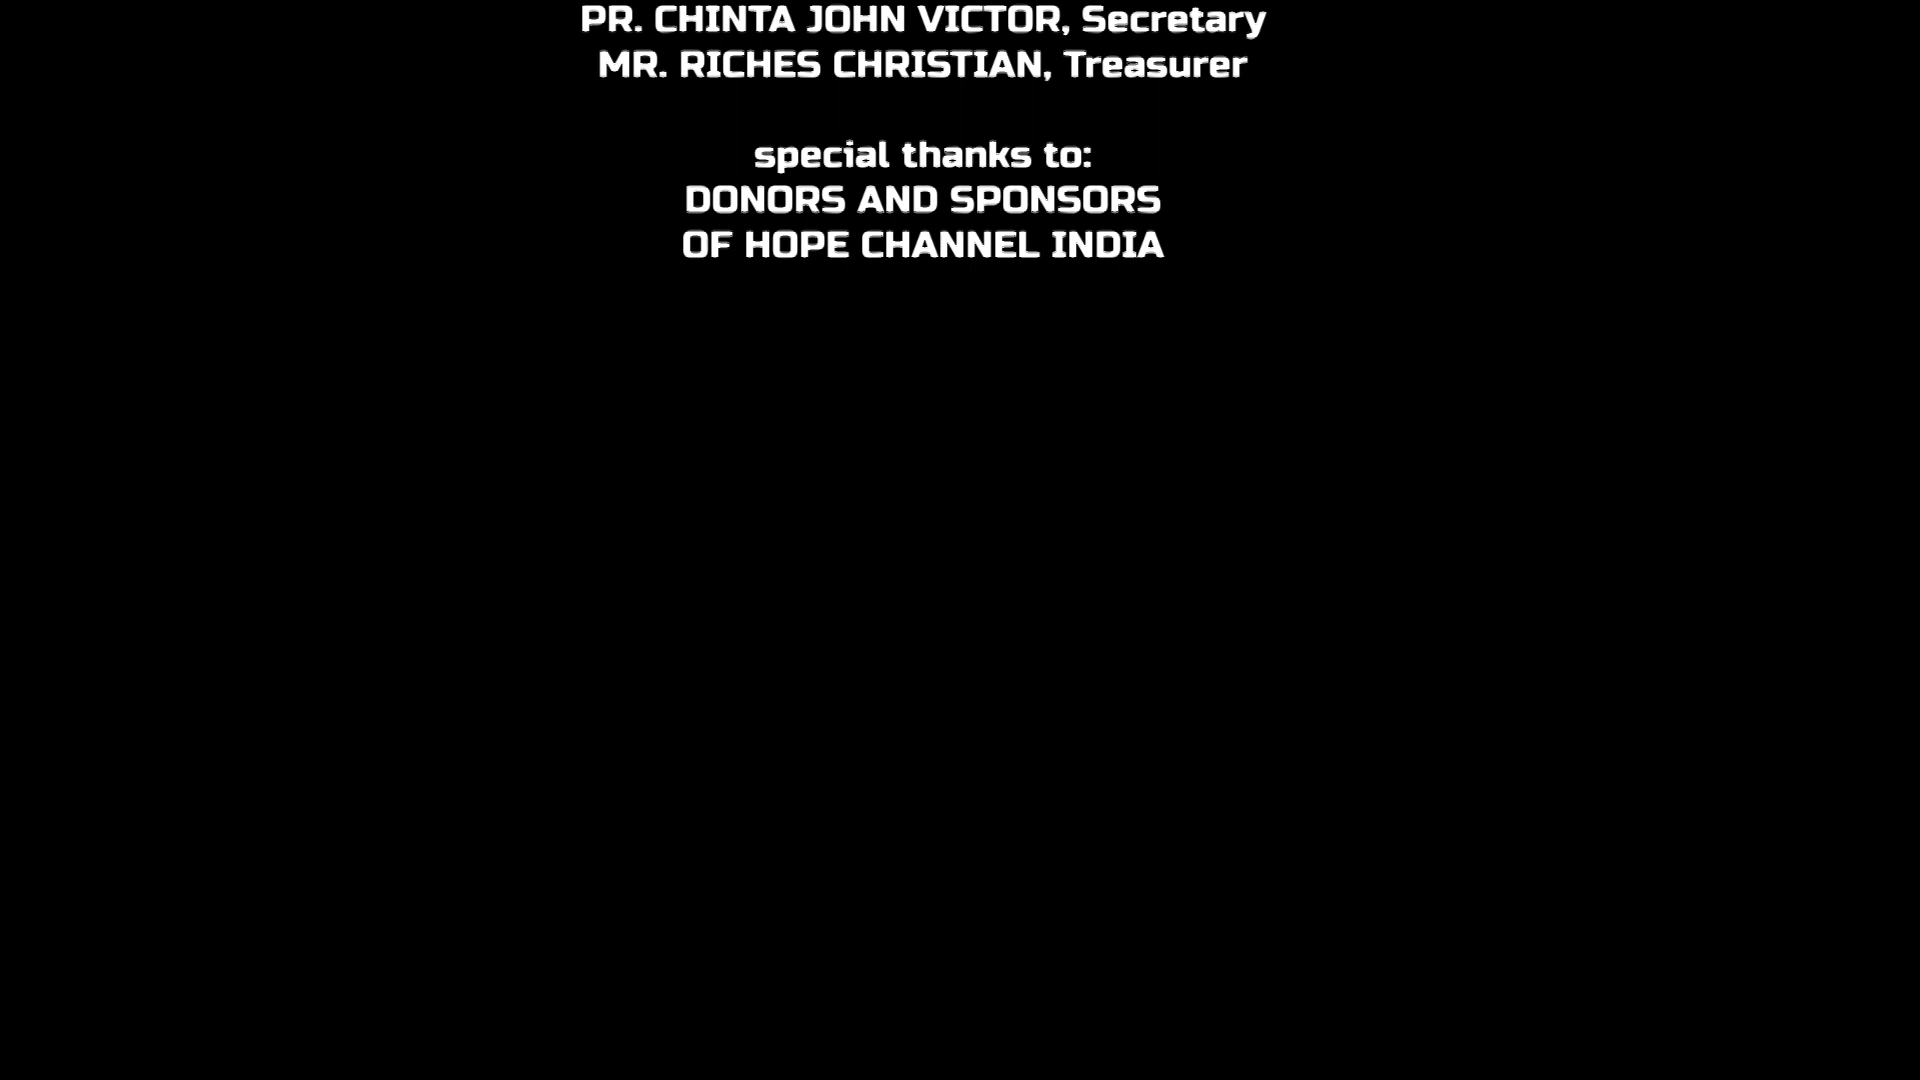 PR. CHINTA JOHN VICTOR, Secretary
MR. RICHES CHRISTIAN, Treasurer
special thanks to:
DONORS AND SPONSORS
OF HOPE CHANNEL INDIA